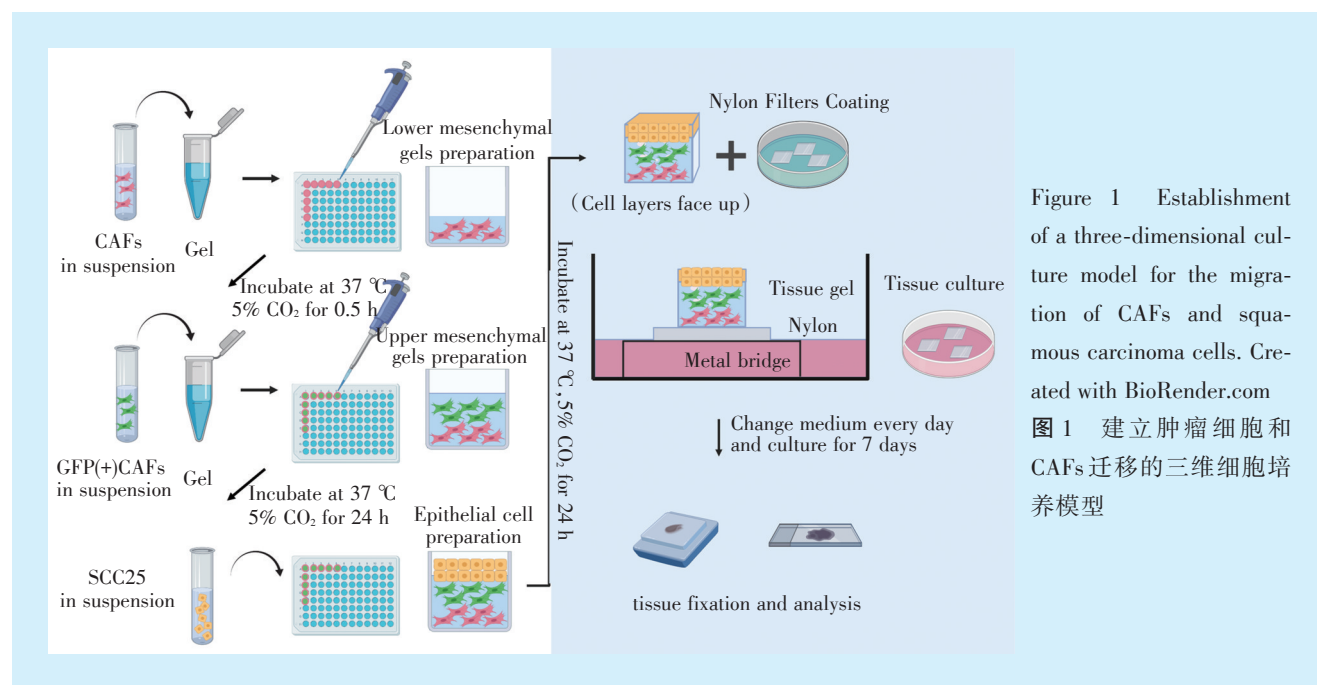 CAFs
in suspension
Gel
Lower mesenchymal
gels preparation
Incubate at 37 ℃
5% CO₂ for 0.5 h
GFP(+)CAFs
in suspension
Gel
Upper mesenchymal
gels preparation
Incubate at 37 ℃
5% CO₂ for 24 h
SCC25
in suspension
Epithelial cell
preparation
Incubate at 37 ℃,5% CO₂ for 24 h
Nylon Filters Coating
（Cell layers face up）
Tissue gel
Nylon
Metal bridge
Tissue culture
Change medium every day
and culture for 7 days
tissue fixation and analysis
Figure 1 Establishment
of a three-dimensional cul-
ture model for the migra-
tion of CAFs and squa-
mous carcinoma cells. Cre-
ated with BioRender.com
图 1 建立肿瘤细胞和
CAFs 迁移的三维细胞培
养模型